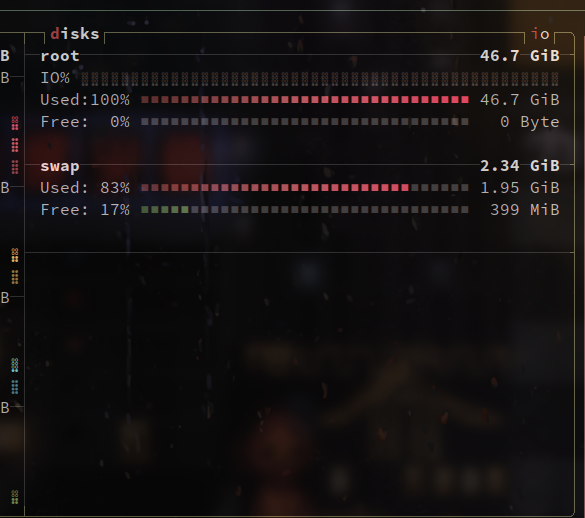 disks io
B root 46.7 GiB
B IO%
Used:100% 46.7 GiB
Free: 0% 0 Byte
swap 2.34 GiB
B Used: 83% 1.95 GiB
Free: 17% 399 MiB
B
B